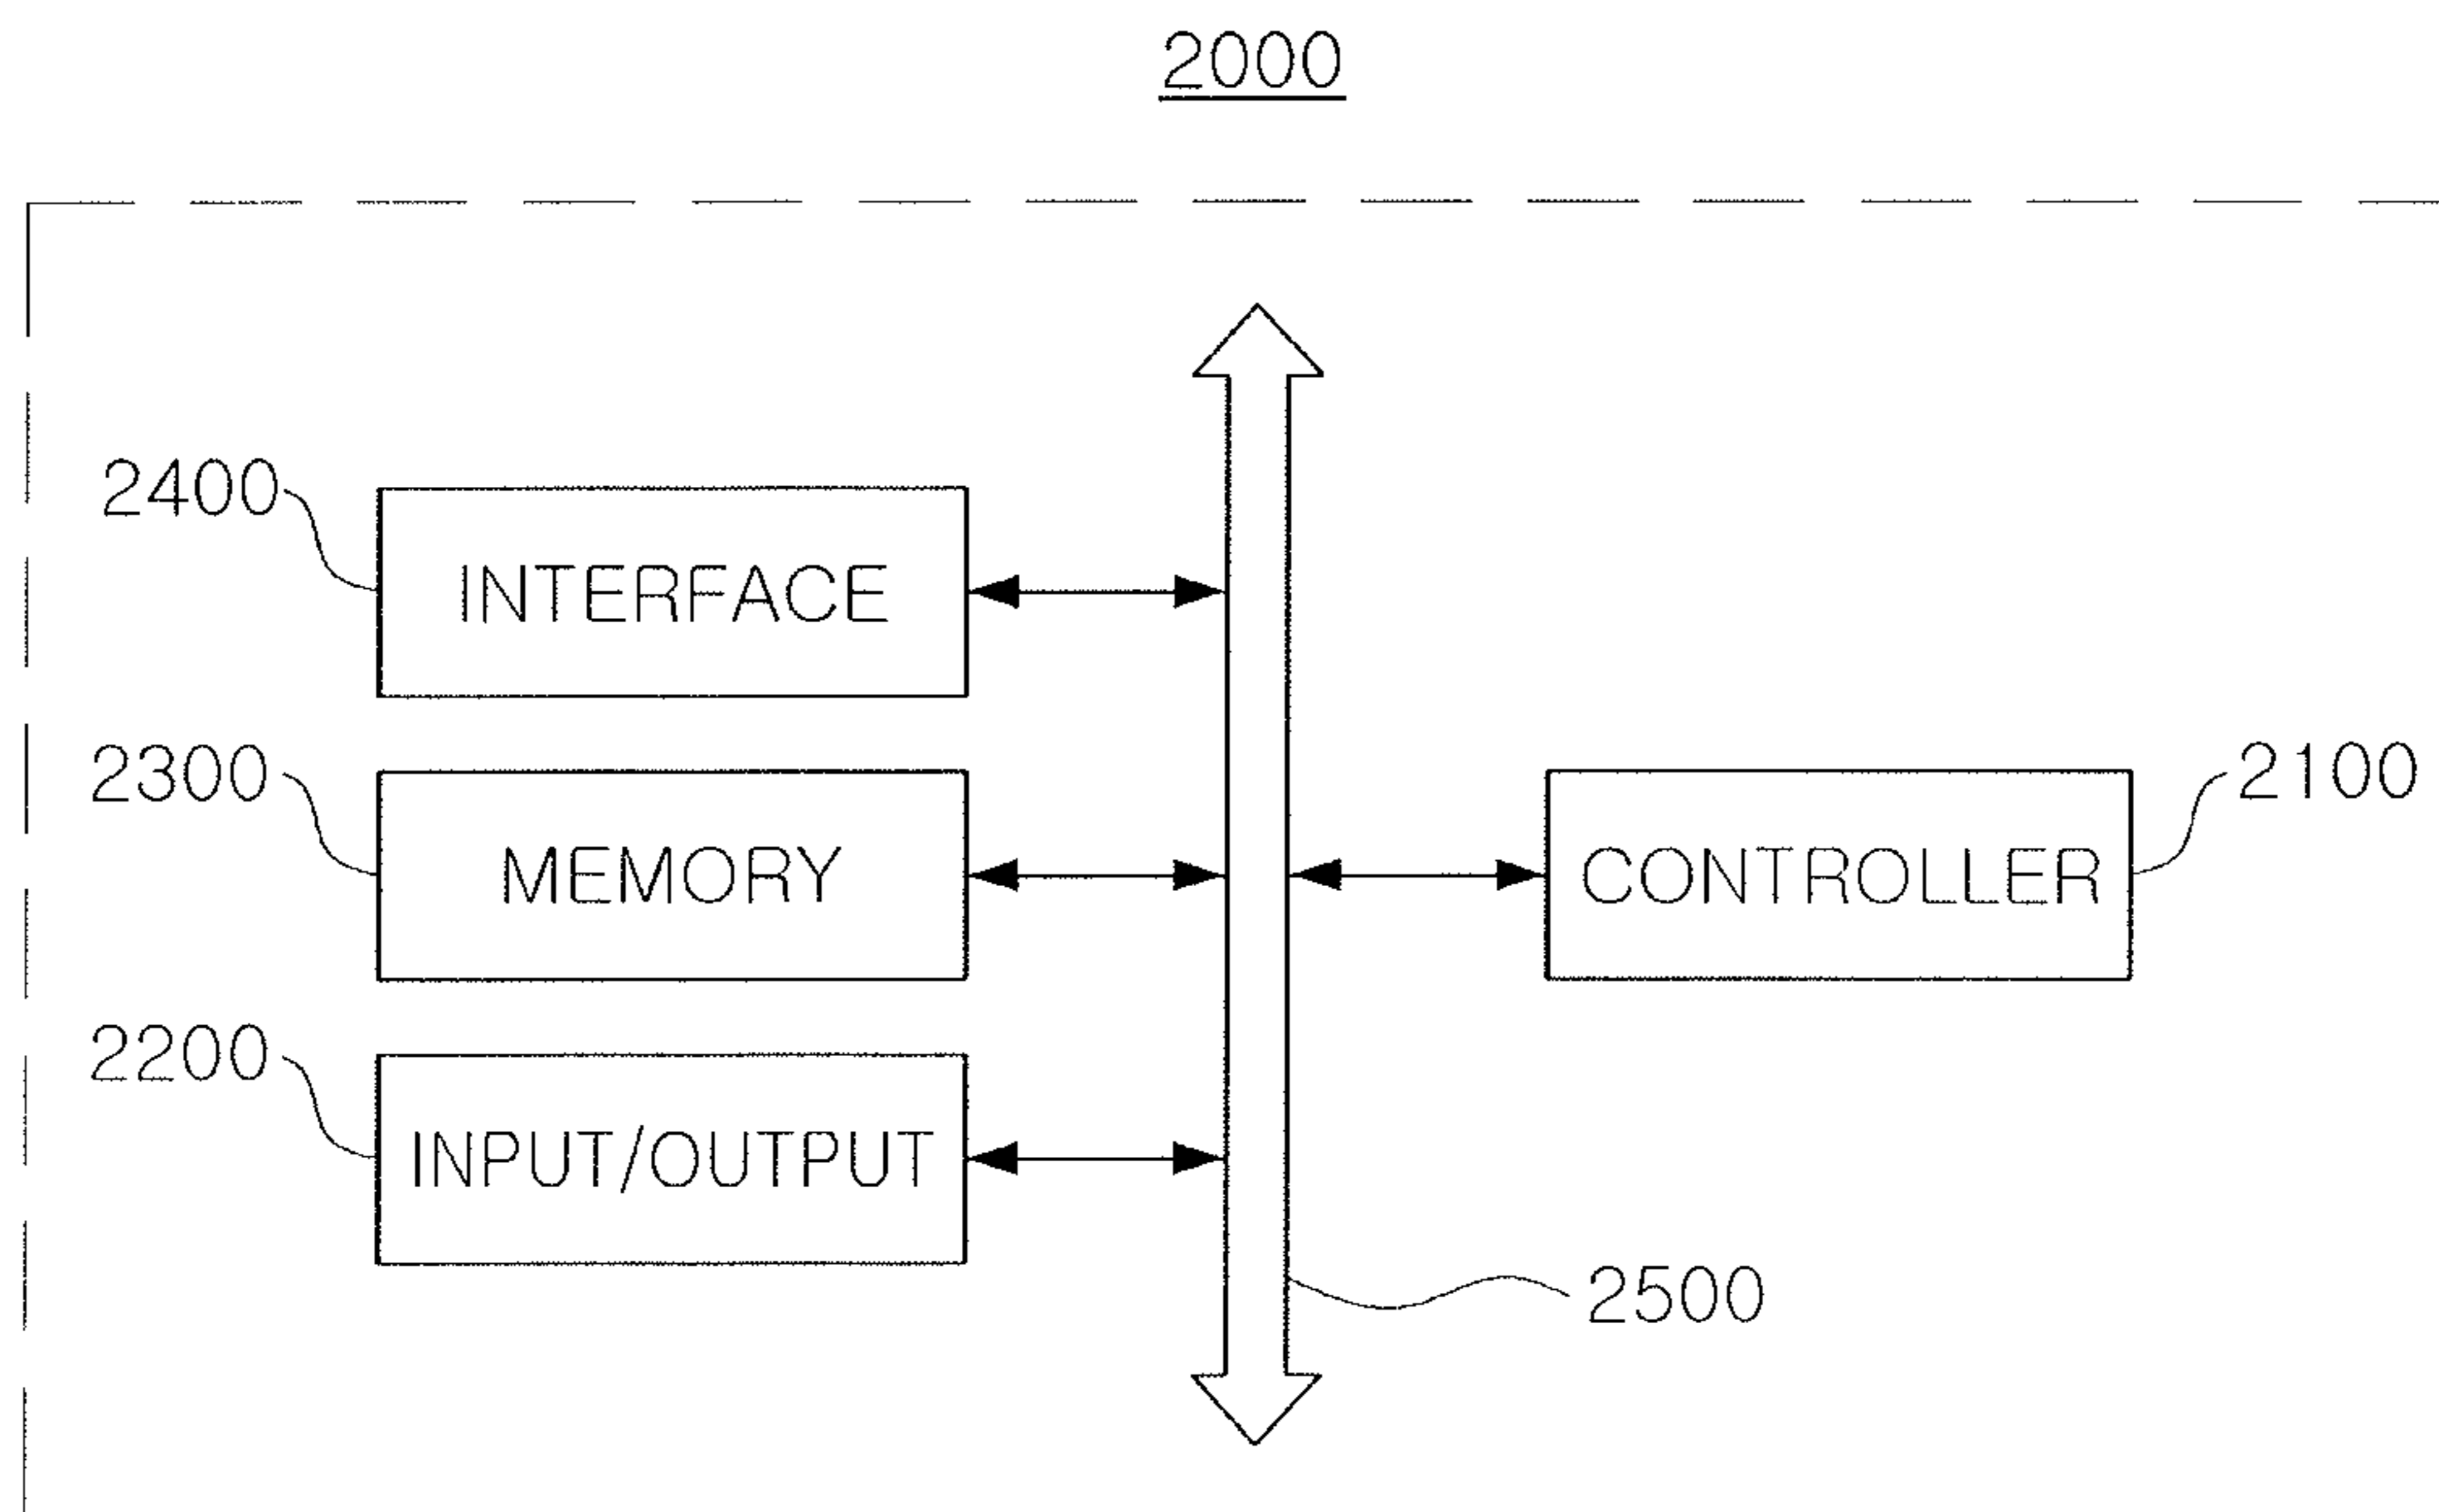 2000
2400
INTERFACE
2300
MEMORY
2100
CONTROLLER
2200
INPUT/OUTPUT
2500